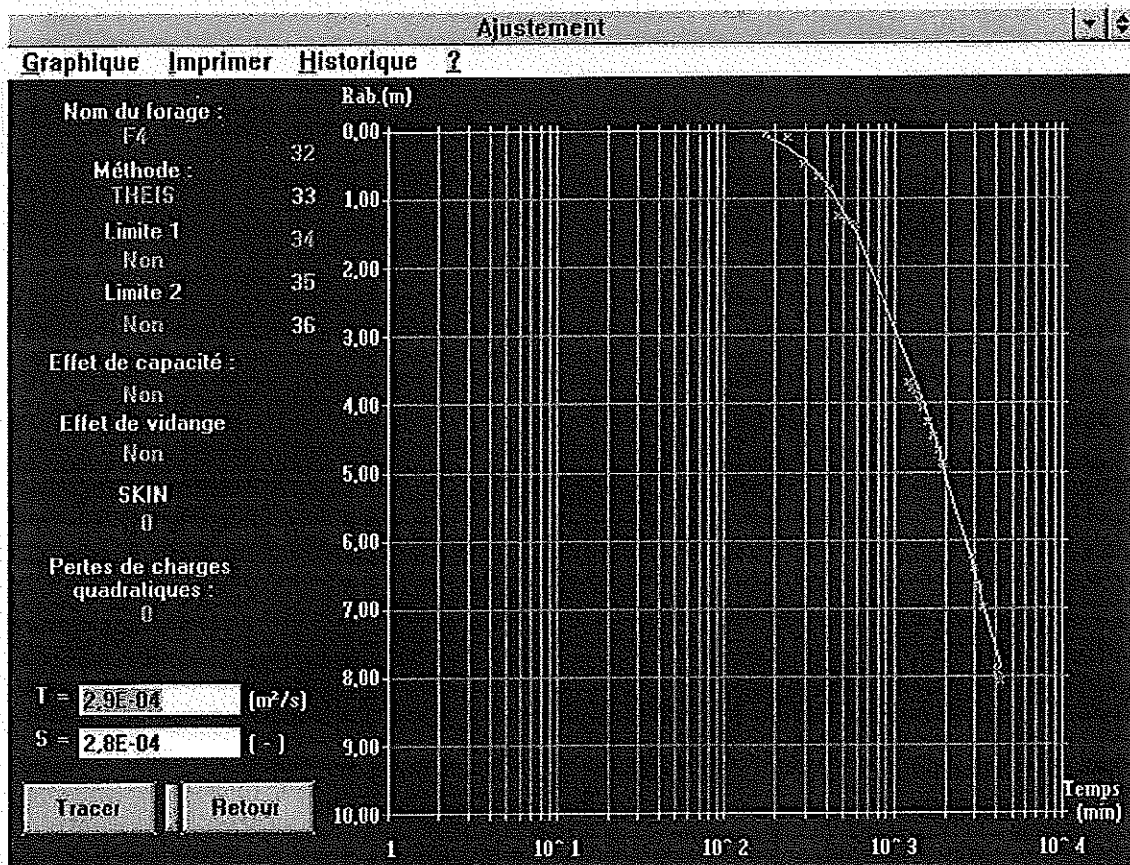 Ajustement
Graphique Imprimer Historique ?
Nom du forage :
F4
Méthode :
THEIS
Limite 1
Non
Limite 2
Non
Effet de capacité :
Non
Effet de vidange
Non
SKIN
0
Pertes de charges
quadratiques :
0
T = 2,9E-04 (m²/s)
S = 2,8E-04 ( - )
Tracer Retour
32
33
34
35
36
Rab.(m)
0,00
1,00
2,00
3,00
4,00
5,00
6,00
7,00
8,00
9,00
10,00
1 10^1 10^2 10^3 10^4
Temps
(mm)